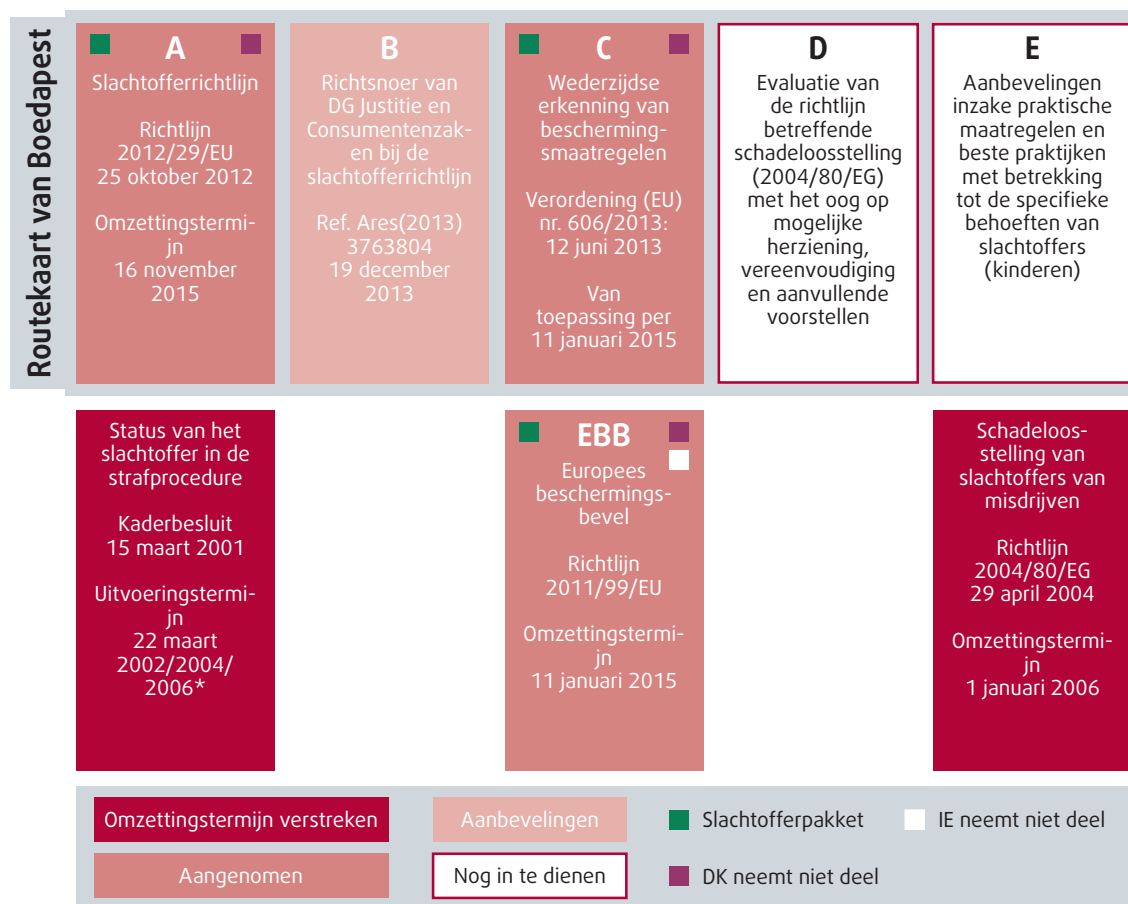 Routekaart van Boedapest
A
Slachtofferrichtlijn
Richtlijn
2012/29/EU
25 oktober 2012
Omzettingstermij-
jn
16 november
2015
B
Richtsnoer van
DG Justitie en
Consumentenzak-
en bij de
slachtofferrichtlijn
Ref. Ares(2013)
3763804
19 december
2013
C
Wederzijdse
erkenning van
bescherming-
smaatregelen
Verordening (EU)
nr. 606/2013:
12 juni 2013
Van
toepassing per
11 januari 2015
D
Evaluatie van
de richtlijn
betreffende
schadeloosstelling
(2004/80/EG)
met het oog op
mogelijke
herziening,
vereenvoudiging
en aanvullende
voorstellen
E
Aanbevelingen
inzake praktische
maatregelen en
beste praktijken
met betrekking
tot de specifieke
behoeften van
slachtoffers
(kinderen)
Status van het
slachtoffer in de
strafprocedure
Kaderbesluit
15 maart 2001
Uitvoeringstermi-
jn
22 maart
2002/2004/
2006*
EBB
Europees
beschermings-
bevel
Richtlijn
2011/99/EU
Omzettingstermi-
jn
11 januari 2015
Schadeloos-
stelling van
slachtoffers van
misdrijven
Richtlijn
2004/80/EG
29 april 2004
Omzettingstermi-
jn
1 januari 2006
Omzettingstermijn verstreken
Aanbevelingen
Slachtofferpakket
IE neemt niet deel
Aangenomen
Nog in te dienen
DK neemt niet deel